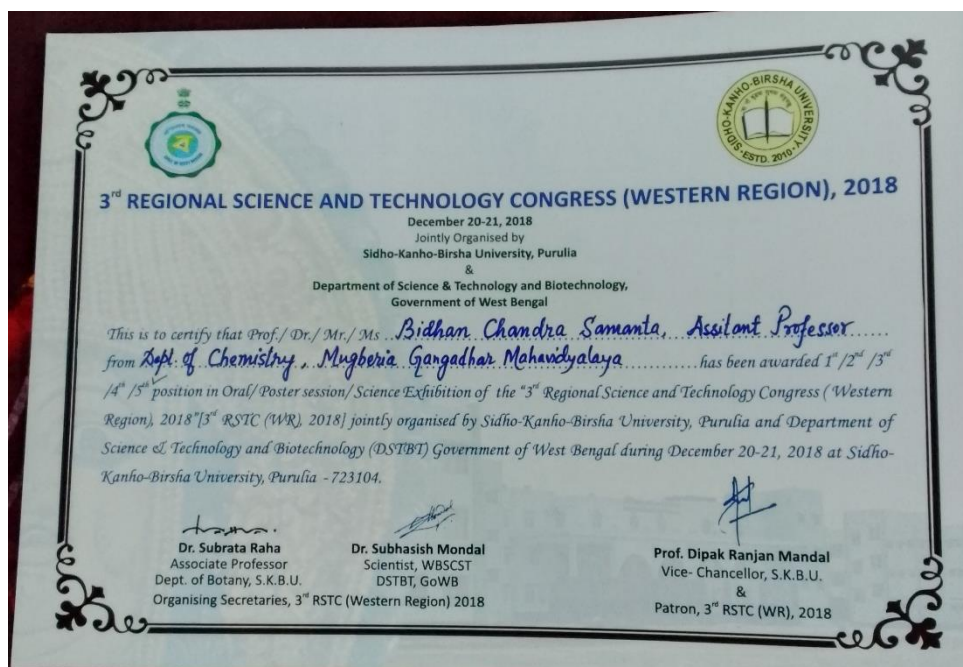 SIDHO-KANHO-BIRSHA UNIVERSITY
ESTD. 2010
3rd REGIONAL SCIENCE AND TECHNOLOGY CONGRESS (WESTERN REGION), 2018
December 20-21, 2018
Jointly Organised by
Sidho-Kanho-Birsha University, Purulia
&
Department of Science & Technology and Biotechnology,
Government of West Bengal
This is to certify that Prof./ Dr./ Mr./ Ms ..Bidhan Chandra Samanta, Assitant Professor......
from Dept. of Chemistry, Mugberia Gangadhar Mahavidyalaya............has been awarded 1st /2nd /3rd
/4th /5th position in Oral/ Poster session/ Science Exhibition of the "3rd Regional Science and Technology Congress ( Western
Region), 2018"[3rd RSTC (WR), 2018] jointly organised by Sidho-Kanho-Birsha University, Purulia and Department of
Science & Technology and Biotechnology (DSTBT) Government of West Bengal during December 20-21, 2018 at Sidho-
Kanho-Birsha University, Purulia - 723104.
Dr. Subrata Raha
Associate Professor
Dept. of Botany, S.K.B.U.
Dr. Subhasish Mondal
Scientist, WBSCST
DSTBT, GoWB
Organising Secretaries, 3rd RSTC (Western Region) 2018
Prof. Dipak Ranjan Mandal
Vice- Chancellor, S.K.B.U.
&
Patron, 3rd RSTC (WR), 2018